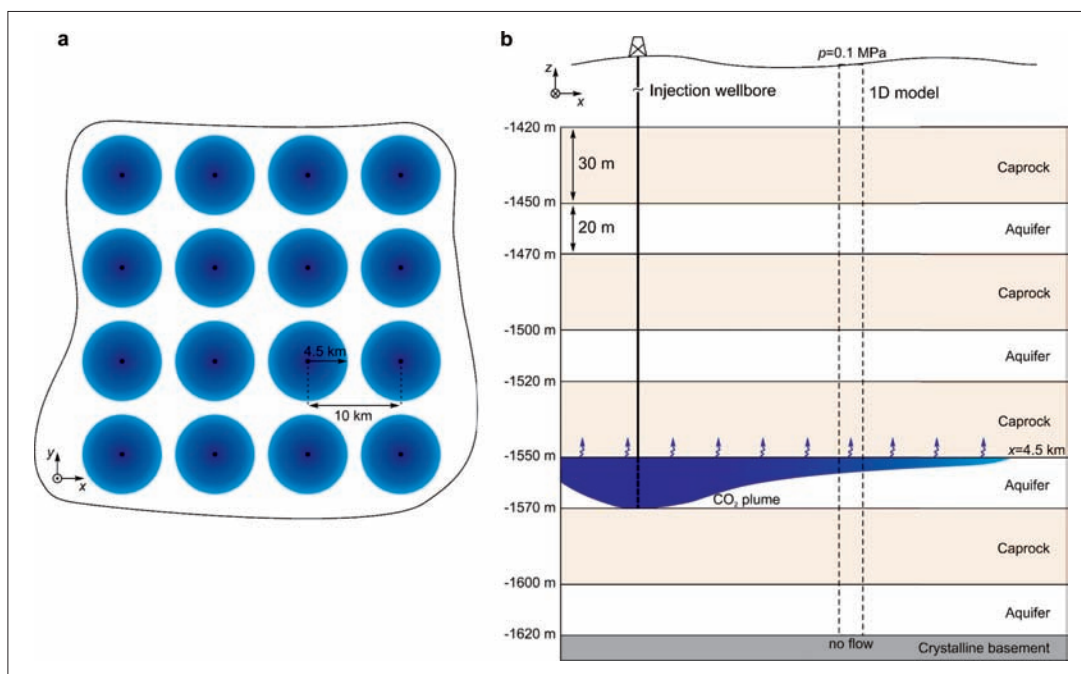 a
4.5 km
10 km
y
x
b
p=0.1 MPa
z
x
Injection wellbore
1D model
-1420 m
30 m
Caprock
-1450 m
20 m
Aquifer
-1470 m
Caprock
-1500 m
Aquifer
-1520 m
Caprock
-1550 m
x=4.5 km
CO₂ plume
Aquifer
-1570 m
Caprock
-1600 m
Aquifer
-1620 m
no flow
Crystalline basement